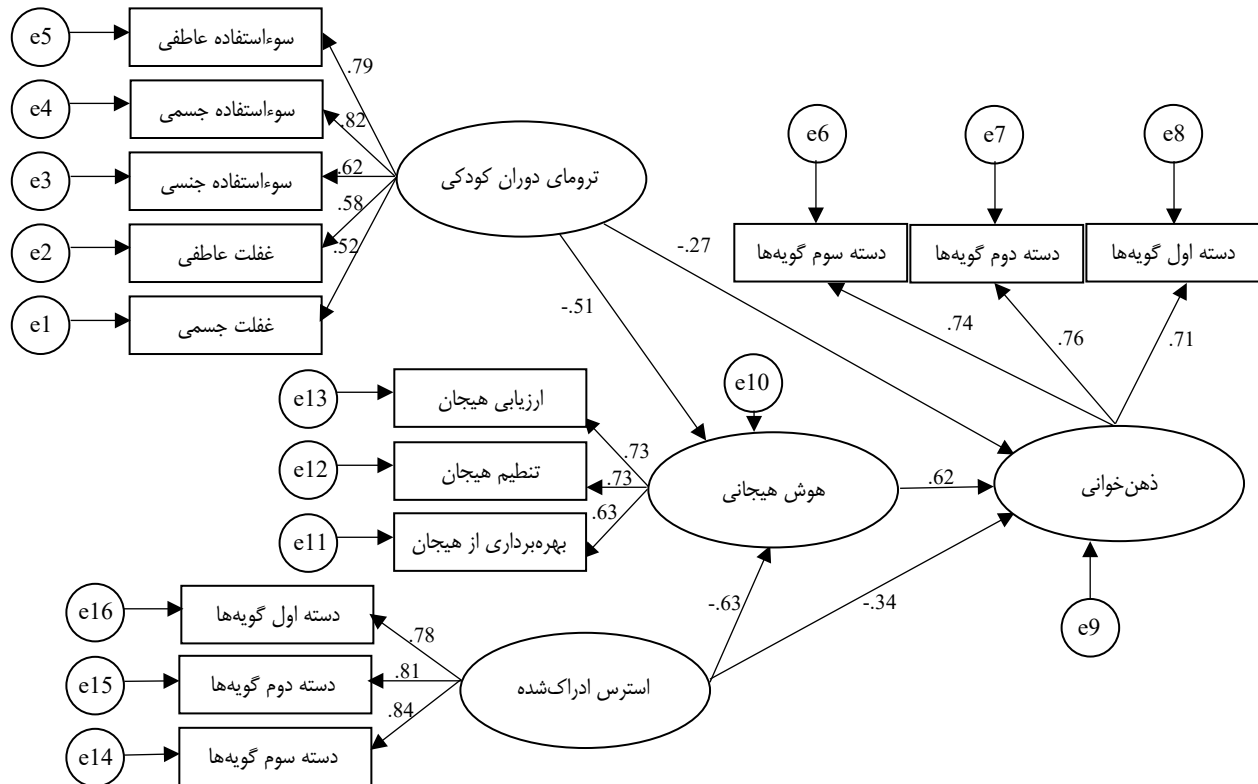 e5
سوءاستفاده عاطفی
.79
e4
سوءاستفاده جسمی
.82
e3
سوءاستفاده جنسی
.62
e2
غفلت عاطفی
.58
e1
غفلت جسمی
.52
ترومای دوران کودکی
e6
e7
e8
دسته سوم گویه‌ها
دسته دوم گویه‌ها
دسته اول گویه‌ها
-.27
-.51
.74
.76
.71
e10
e13
ارزیابی هیجان
.73
e12
تنطیم هیجان
.73
e11
بهره‌برداری از هیجان
.63
هوش هیجانی
.62
ذهن‌خوانی
-.63
-.34
e9
e16
دسته اول گویه‌ها
.78
e15
دسته دوم گویه‌ها
.81
e14
دسته سوم گویه‌ها
.84
استرس ادراک‌شده